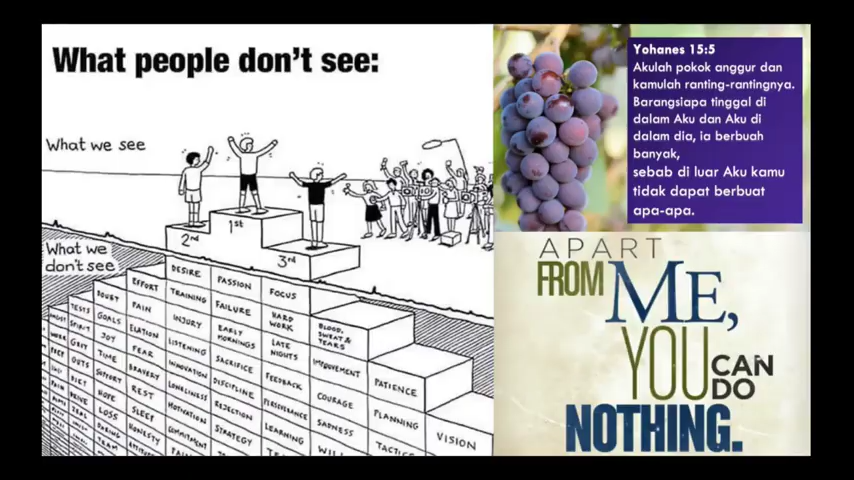 What people don't see:
What we see
2nd
1st
3rd
What we
don't see
DESIRE
PASSION
FOCUS
EFFORT
TRAINING
FAILURE
HARD
WORK
BLOOD,
SWEAT &
TEARS
DOUBT
PAIN
INJURY
EARLY
MORNINGS
LATE
NIGHTS
IMPROVEMENT
PATIENCE
TESTS
GOALS
ELATION
LISTENING
SACRIFICE
FEEDBACK
COURAGE
PLANNING
VISION
SPIRIT
JOY
FEAR
INNOVATION
DISCIPLINE
PERSEVERANCE
SADNESS
TACTICS
GRIT
TIME
BRAVERY
LONELINESS
REJECTION
LEARNING
GUTS
SUPPORT
REST
MOTIVATION
STRATEGY
DIET
HOPE
SLEEP
COMMITMENT
LOSS
HONESTY
Yohanes 15:5
Akulah pokok anggur dan
kamulah ranting-rantingnya.
Barangsiapa tinggal di
dalam Aku dan Aku di
dalam dia, ia berbuah
banyak,
sebab di luar Aku kamu
tidak dapat berbuat
apa-apa.
APART
FROM ME,
YOU CAN
DO
NOTHING.